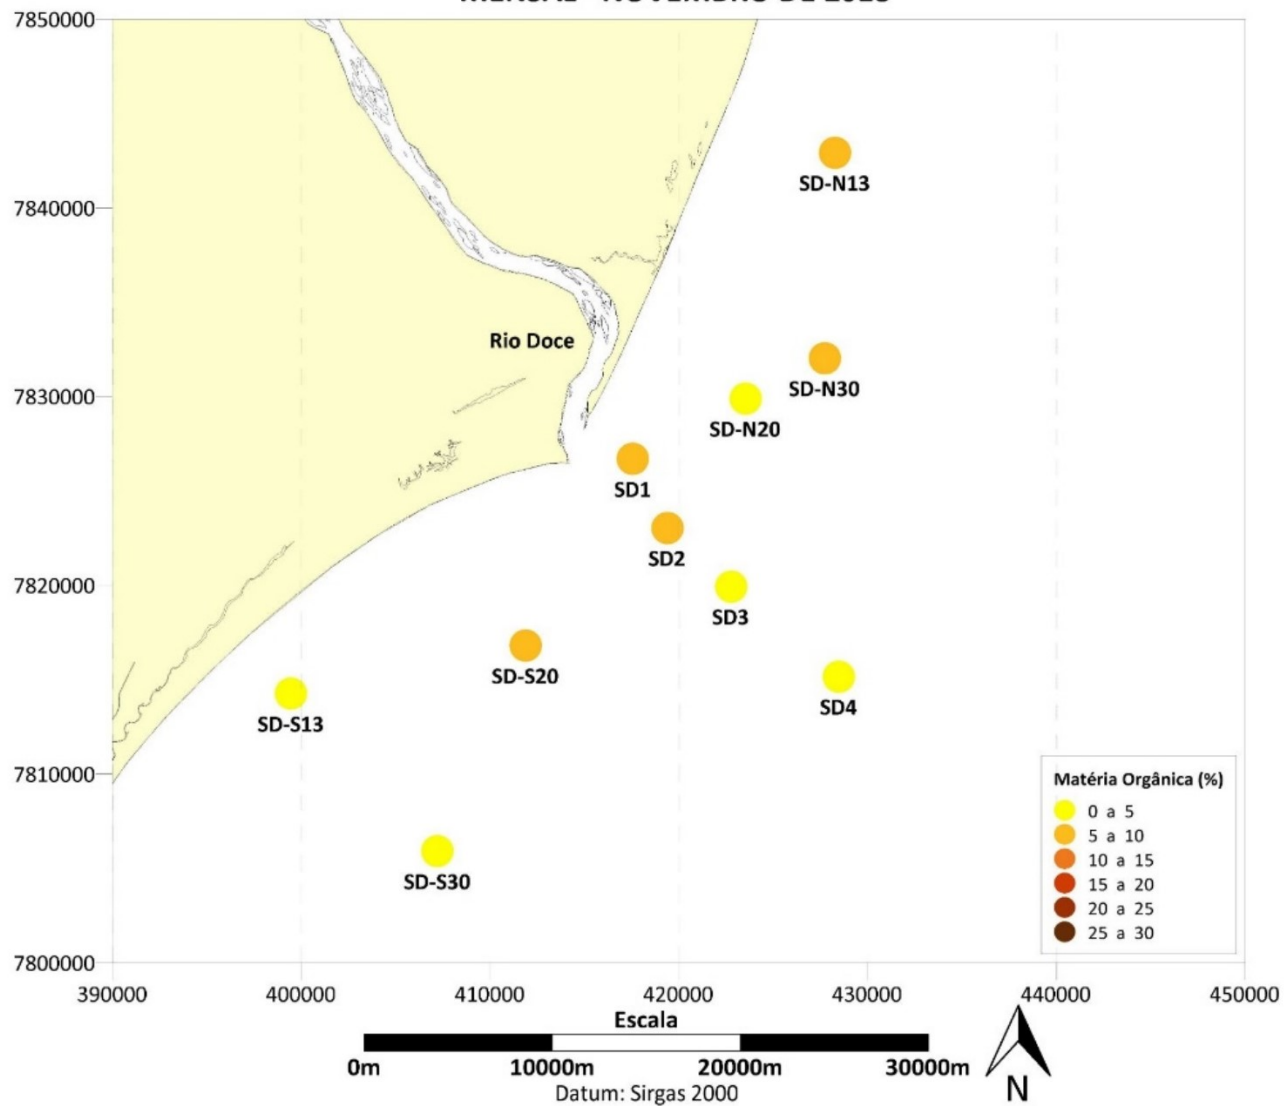 7850000
SD-N13
7840000
Rio Doce
SD-N30
7830000
SD-N20
SD1
SD2
7820000
SD3
SD-S20
SD4
SD-S13
7810000
Matéria Orgânica (%)
0 a 5
5 a 10
10 a 15
15 a 20
20 a 25
25 a 30
SD-S30
7800000
390000 400000 410000 420000 430000 440000 450000
Escala
0m 10000m 20000m 30000m
Datum: Sirgas 2000
N